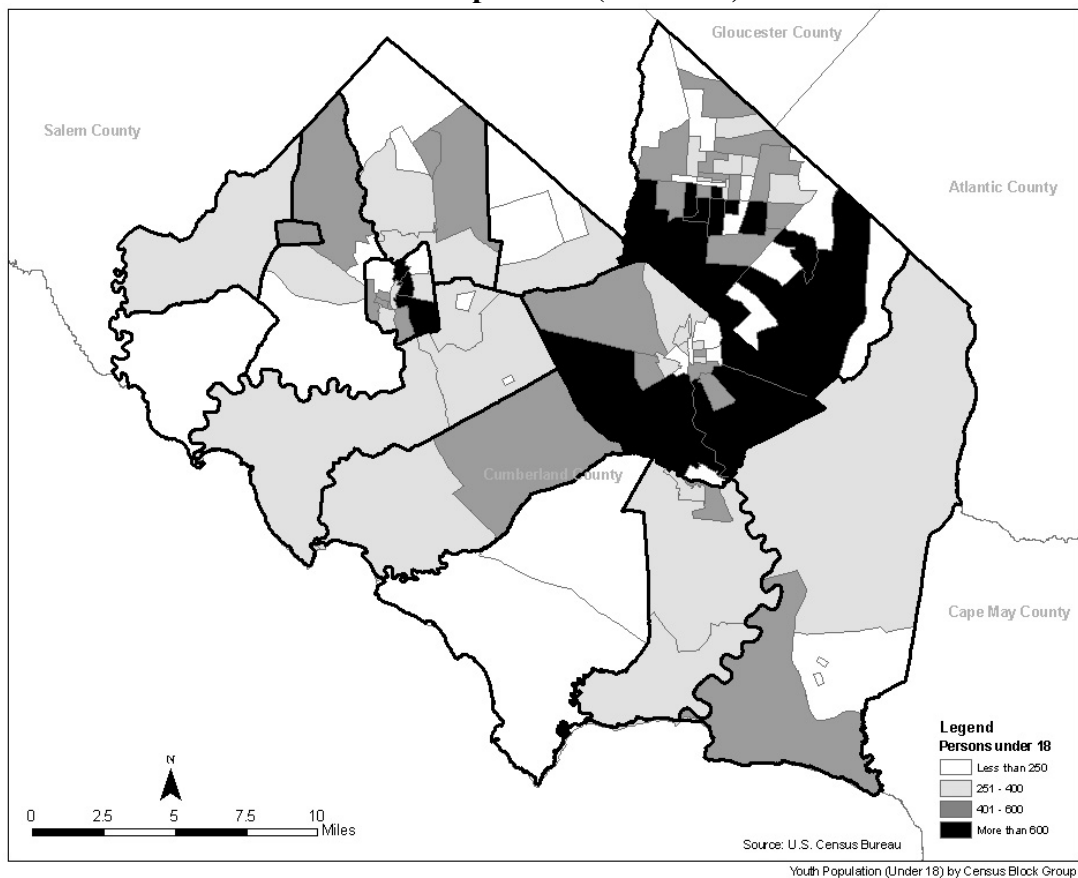 Gloucester County
Salem County
Atlantic County
Cumberland County
Cape May County
N
0 2.5 5 7.5 10
Miles
Legend
Persons under 18
Less than 250
251 - 400
401 - 600
More than 600
Source: U.S. Census Bureau
Youth Population (Under 18) by Census Block Group